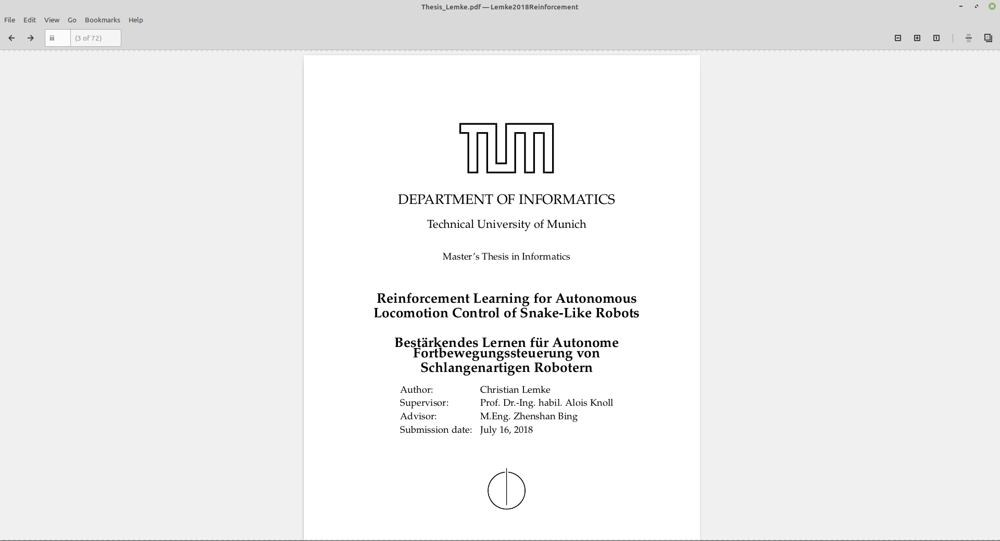 Thesis_Lemke.pdf — Lemke2018Reinforcement
File Edit View Go Bookmarks Help
iii (3 of 72)
TUM
DEPARTMENT OF INFORMATICS
Technical University of Munich
Master's Thesis in Informatics
Reinforcement Learning for Autonomous
Locomotion Control of Snake-Like Robots
Bestärkendes Lernen für Autonome
Fortbewegungssteuerung von
Schlangenartigen Robotern
Author: Christian Lemke
Supervisor: Prof. Dr.-Ing. habil. Alois Knoll
Advisor: M.Eng. Zhenshan Bing
Submission date: July 16, 2018